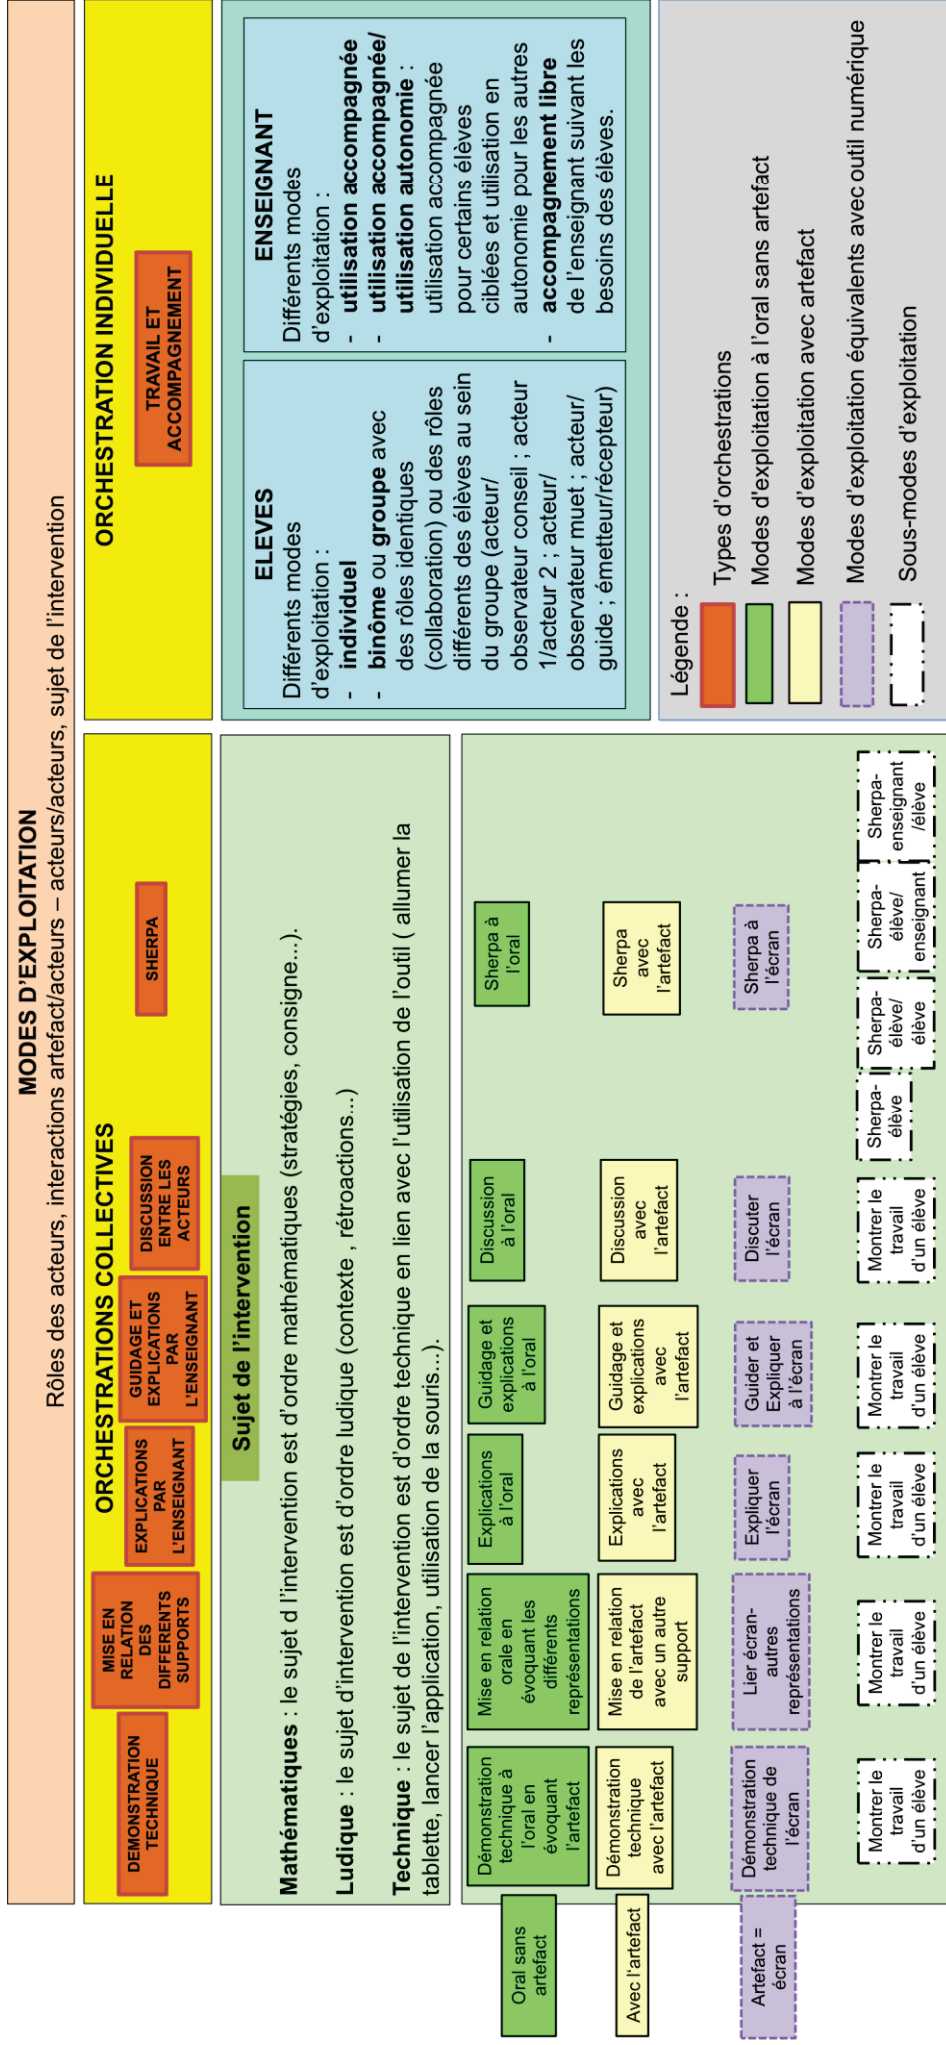 MODES D'EXPLOITATION
Rôles des acteurs, interactions artefact/acteurs – acteurs/acteurs, sujet de l'intervention
ORCHESTRATIONS COLLECTIVES
DEMONSTRATION
TECHNIQUE
MISE EN
RELATION
DES
DIFFERENTS
SUPPORTS
EXPLICATIONS
PAR
L'ENSEIGNANT
GUIDAGE ET
EXPLICATIONS
PAR
L'ENSEIGNANT
DISCUSSION
ENTRE LES
ACTEURS
SHERPA
ORCHESTRATION INDIVIDUELLE
TRAVAIL ET
ACCOMPAGNEMENT
Sujet de l'intervention
Mathématiques : le sujet d l'intervention est d'ordre mathématiques (stratégies, consigne...).
Ludique : le sujet d'intervention est d'ordre ludique (contexte , rétroactions...)
Technique : le sujet de l'intervention est d'ordre technique en lien avec l'utilisation de l'outil ( allumer la
tablette, lancer l'application, utilisation de la souris...).
ELEVES
Différents modes
d'exploitation :
- individuel
- binôme ou groupe avec
des rôles identiques
(collaboration) ou des rôles
différents des élèves au sein
du groupe (acteur/
observateur conseil ; acteur
1/acteur 2 ; acteur/
observateur muet ; acteur/
guide ; émetteur/récepteur)
ENSEIGNANT
Différents modes
d'exploitation :
- utilisation accompagnée
- utilisation accompagnée/
utilisation autonomie :
utilisation accompagnée
pour certains élèves
ciblées et utilisation en
autonomie pour les autres
- accompagnement libre
de l'enseignant suivant les
besoins des élèves.
Oral sans
artefact
Démonstration
technique à
l'oral en
évoquant
l'artefact
Mise en relation
orale en
évoquant les
différents
représentations
Explications
à l'oral
Guidage et
explications
à l'oral
Discussion
à l'oral
Sherpa à
l'oral
Avec l'artefact
Démonstration
technique
avec l'artefact
Mise en relation
de l'artefact
avec un autre
support
Explications
avec
l'artefact
Guidage et
explications
avec
l'artefact
Discussion
avec
l'artefact
Sherpa
avec
l'artefact
Artefact =
écran
Démonstration
technique de
l'écran
Lier écran-
autres
représentations
Expliquer
l'écran
Guider et
Expliquer
à l'écran
Discuter
l'écran
Sherpa à
l'écran
Montrer le
travail
d'un élève
Montrer le
travail
d'un élève
Montrer le
travail
d'un élève
Montrer le
travail
d'un élève
Montrer le
travail
d'un élève
Sherpa-
élève
Sherpa-
élève/
élève
Sherpa-
élève/
enseignant
Sherpa-
enseignant
/élève
Légende :
Types d'orchestrations
Modes d'exploitation à l'oral sans artefact
Modes d'exploitation avec artefact
Modes d'exploitation équivalents avec outil numérique
Sous-modes d'exploitation